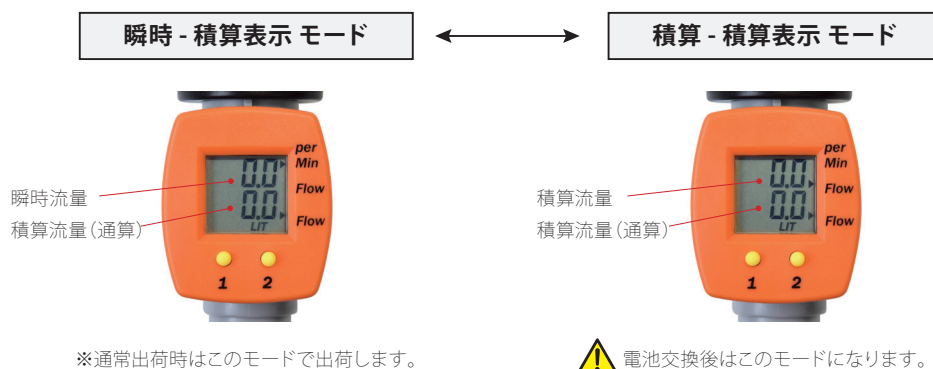 瞬時 - 積算表示 モード
積算 - 積算表示 モード
per
Min
0.0
Flow
0.0
Flow
LIT
1 2
瞬時流量
積算流量(通算)
※通常出荷時はこのモードで出荷します。
per
Min
0.0
Flow
0.0
Flow
LIT
1 2
積算流量
積算流量(通算)
電池交換後はこのモードになります。